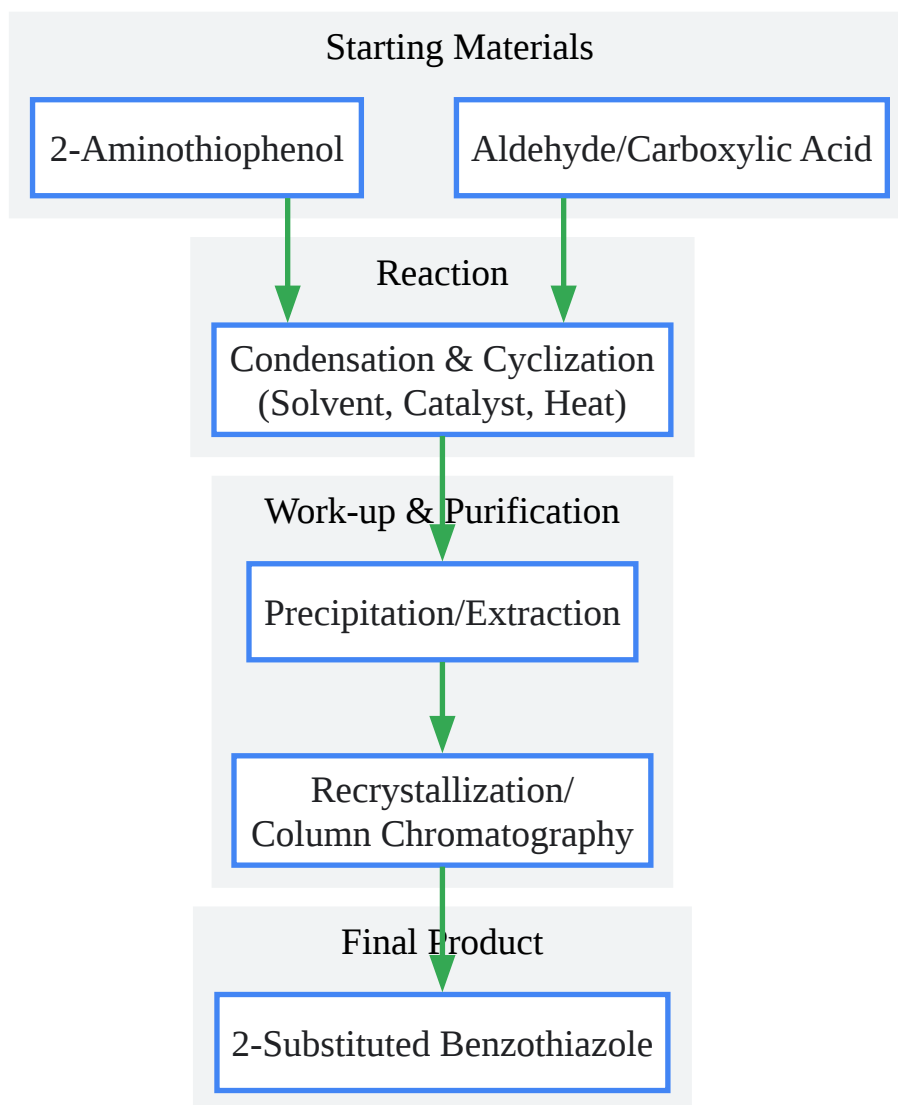 Starting Materials
2-Aminothiophenol
Aldehyde/Carboxylic Acid
Reaction
Condensation & Cyclization
(Solvent, Catalyst, Heat)
Work-up & Purification
Precipitation/Extraction
Recrystallization/
Column Chromatography
Final Product
2-Substituted Benzothiazole